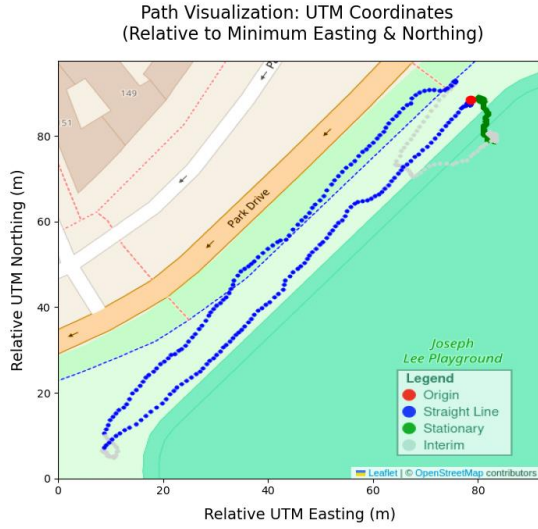 Path Visualization: UTM Coordinates
(Relative to Minimum Easting & Northing)
Relative UTM Northing (m)
80
60
40
20
0
149
151
Park Drive
Joseph
Lee Playground
Legend
Origin
Straight Line
Stationary
Interim
Leaflet | © OpenStreetMap contributors
0 20 40 60 80
Relative UTM Easting (m)